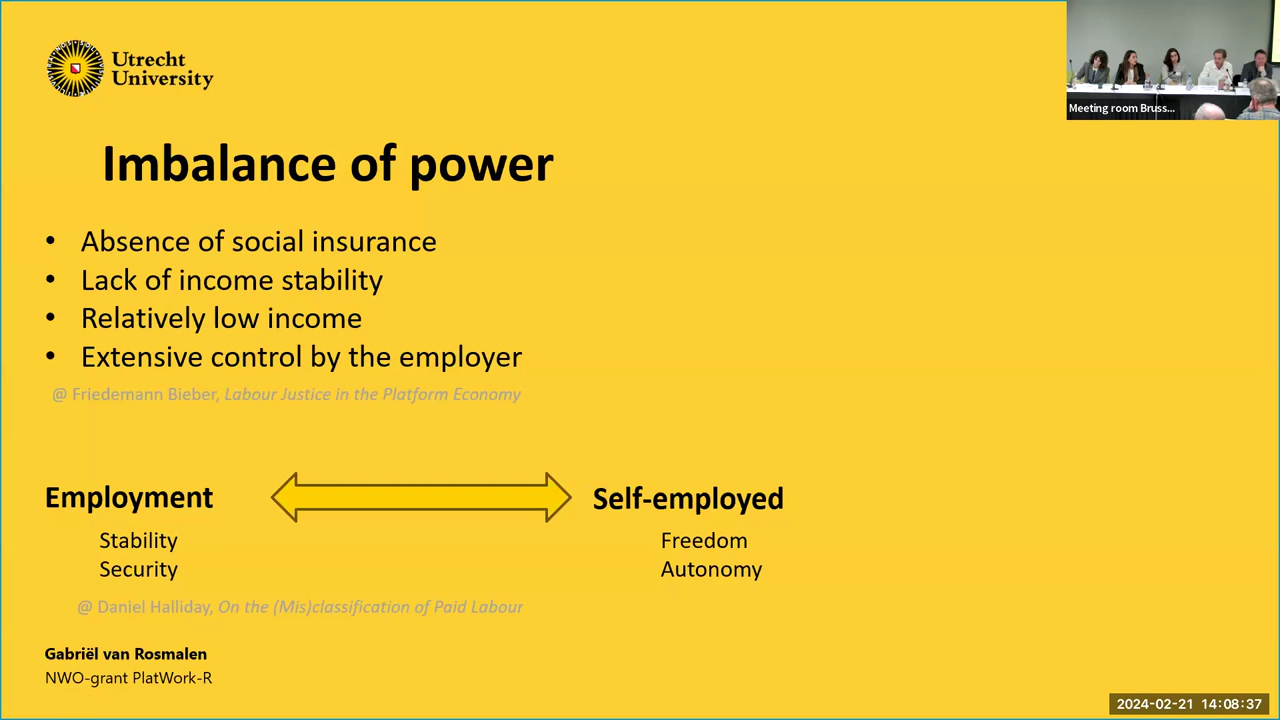 Utrecht
University
Meeting room Bruss...
Imbalance of power
• Absence of social insurance
• Lack of income stability
• Relatively low income
• Extensive control by the employer
@ Friedemann Bieber, Labour Justice in the Platform Economy
Employment
Self-employed
Stability
Security
Freedom
Autonomy
@ Daniel Halliday, On the (Mis)classification of Paid Labour
Gabriël van Rosmalen
NWO-grant PlatWork-R
2024-02-21 14:08:37